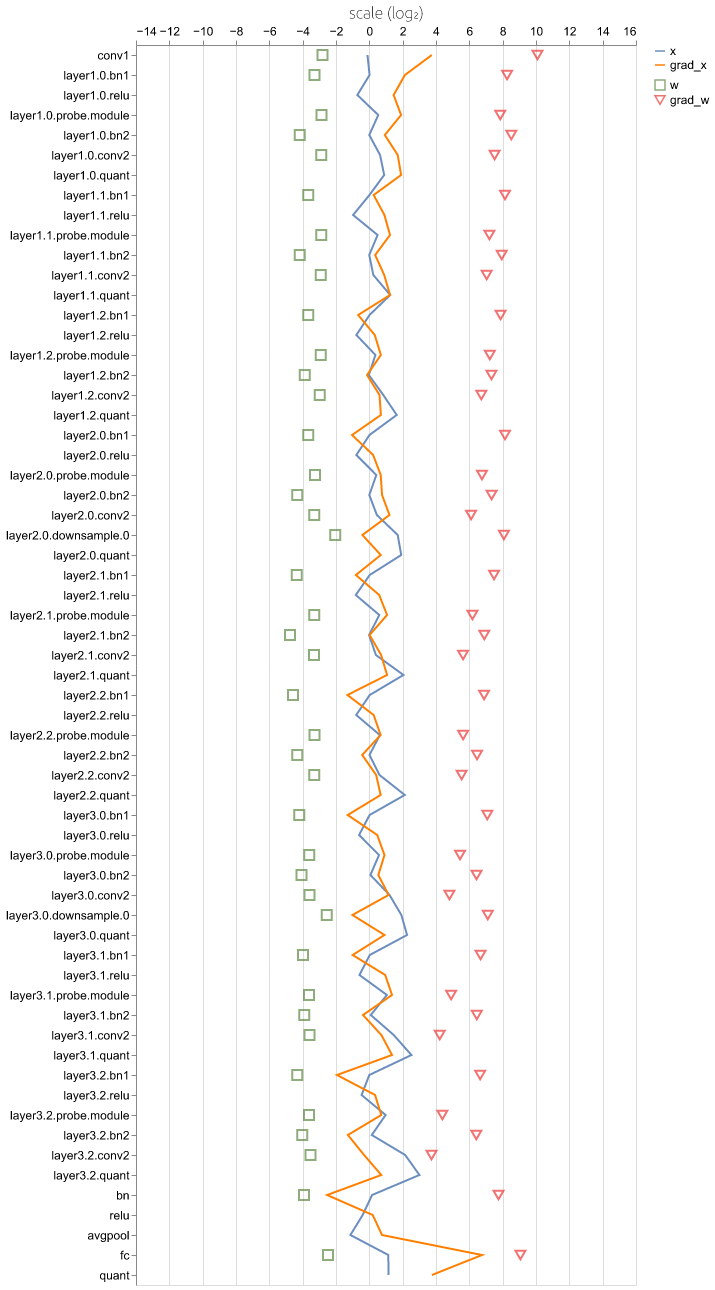 scale (log₂)
−14 −12 −10 −8 −6 −4 −2 0 2 4 6 8 10 12 14 16
x
grad_x
w
grad_w
conv1
layer1.0.bn1
layer1.0.relu
layer1.0.probe.module
layer1.0.bn2
layer1.0.conv2
layer1.0.quant
layer1.1.bn1
layer1.1.relu
layer1.1.probe.module
layer1.1.bn2
layer1.1.conv2
layer1.1.quant
layer1.2.bn1
layer1.2.relu
layer1.2.probe.module
layer1.2.bn2
layer1.2.conv2
layer1.2.quant
layer2.0.bn1
layer2.0.relu
layer2.0.probe.module
layer2.0.bn2
layer2.0.conv2
layer2.0.downsample.0
layer2.0.quant
layer2.1.bn1
layer2.1.relu
layer2.1.probe.module
layer2.1.bn2
layer2.1.conv2
layer2.1.quant
layer2.2.bn1
layer2.2.relu
layer2.2.probe.module
layer2.2.bn2
layer2.2.conv2
layer2.2.quant
layer3.0.bn1
layer3.0.relu
layer3.0.probe.module
layer3.0.bn2
layer3.0.conv2
layer3.0.downsample.0
layer3.0.quant
layer3.1.bn1
layer3.1.relu
layer3.1.probe.module
layer3.1.bn2
layer3.1.conv2
layer3.1.quant
layer3.2.bn1
layer3.2.relu
layer3.2.probe.module
layer3.2.bn2
layer3.2.conv2
layer3.2.quant
bn
relu
avgpool
fc
quant